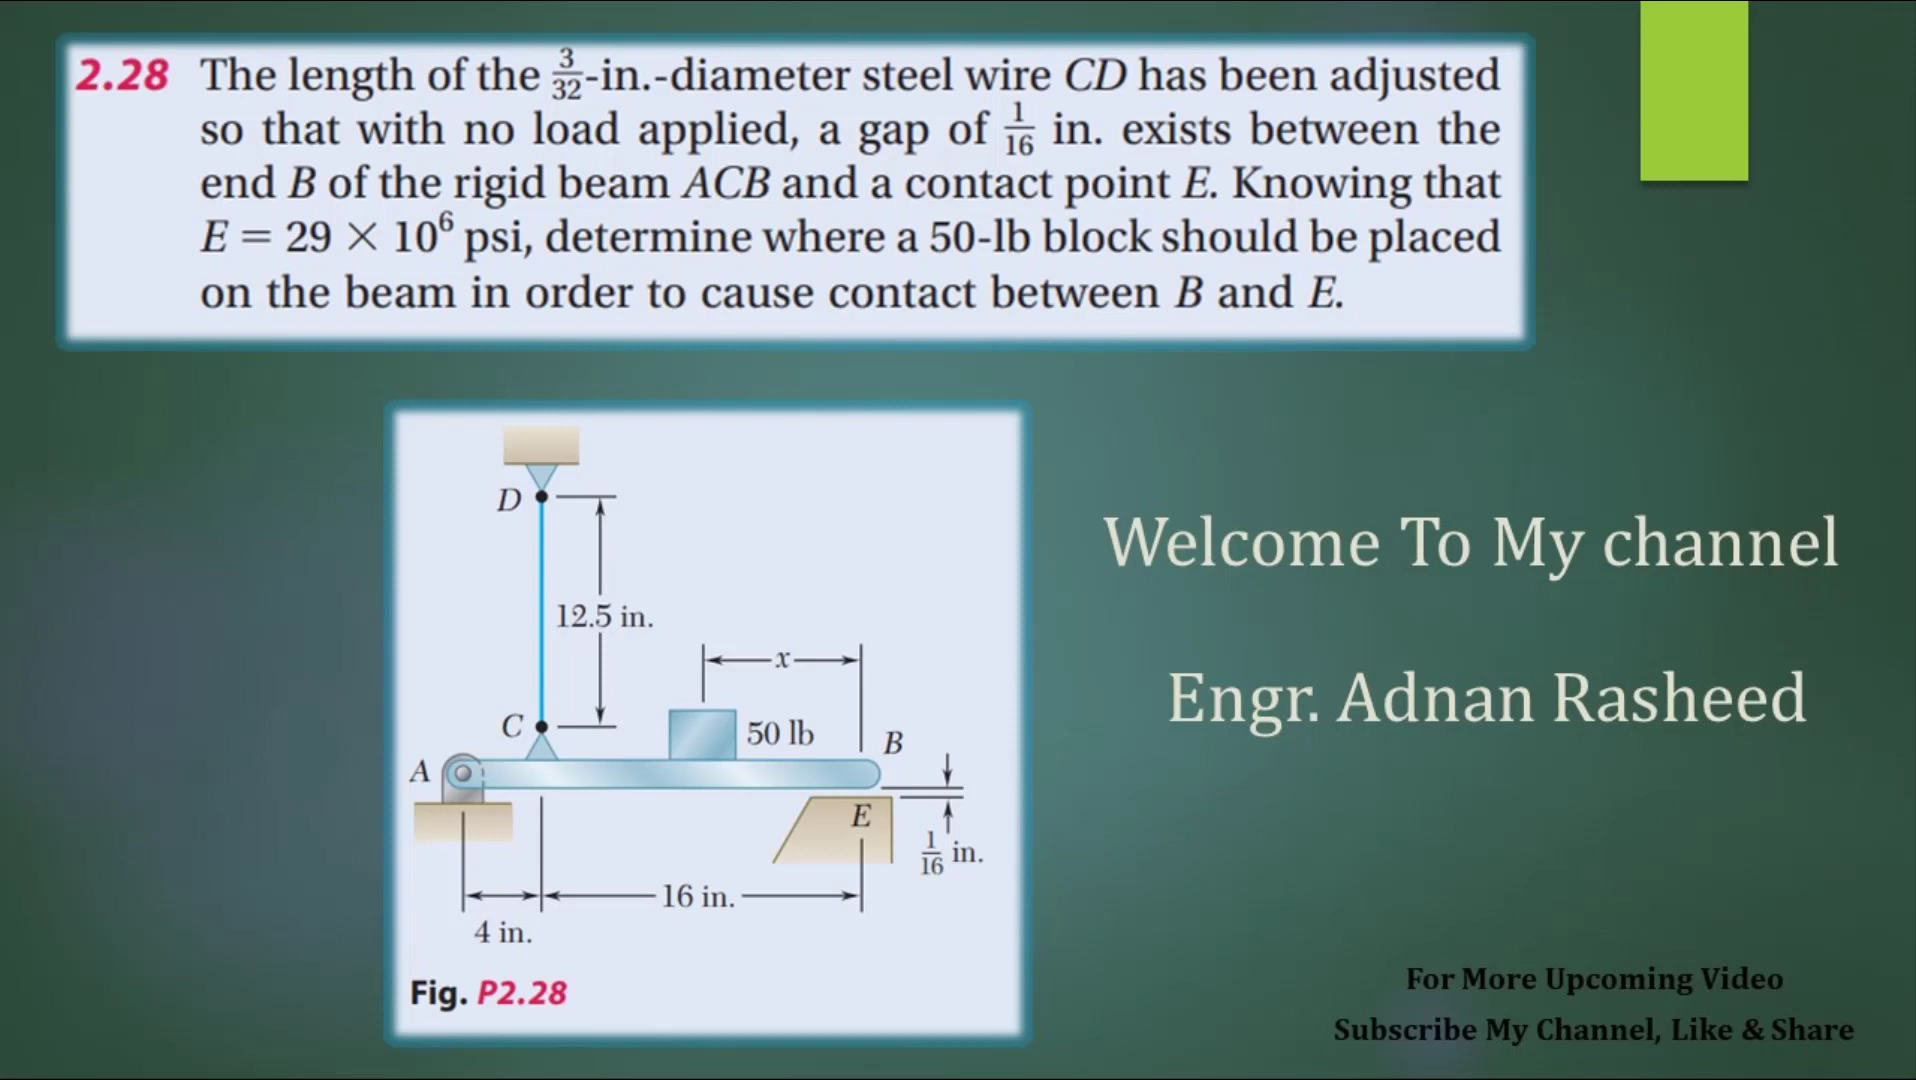 2.28 The length of the 3/32-in.-diameter steel wire CD has been adjusted
so that with no load applied, a gap of 1/16 in. exists between the
end B of the rigid beam ACB and a contact point E. Knowing that
E = 29 × 10⁶ psi, determine where a 50-lb block should be placed
on the beam in order to cause contact between B and E.
D
12.5 in.
x
C
50 lb
B
A
E
1/16 in.
16 in.
4 in.
Fig. P2.28
Welcome To My channel
Engr. Adnan Rasheed
For More Upcoming Video
Subscribe My Channel, Like & Share